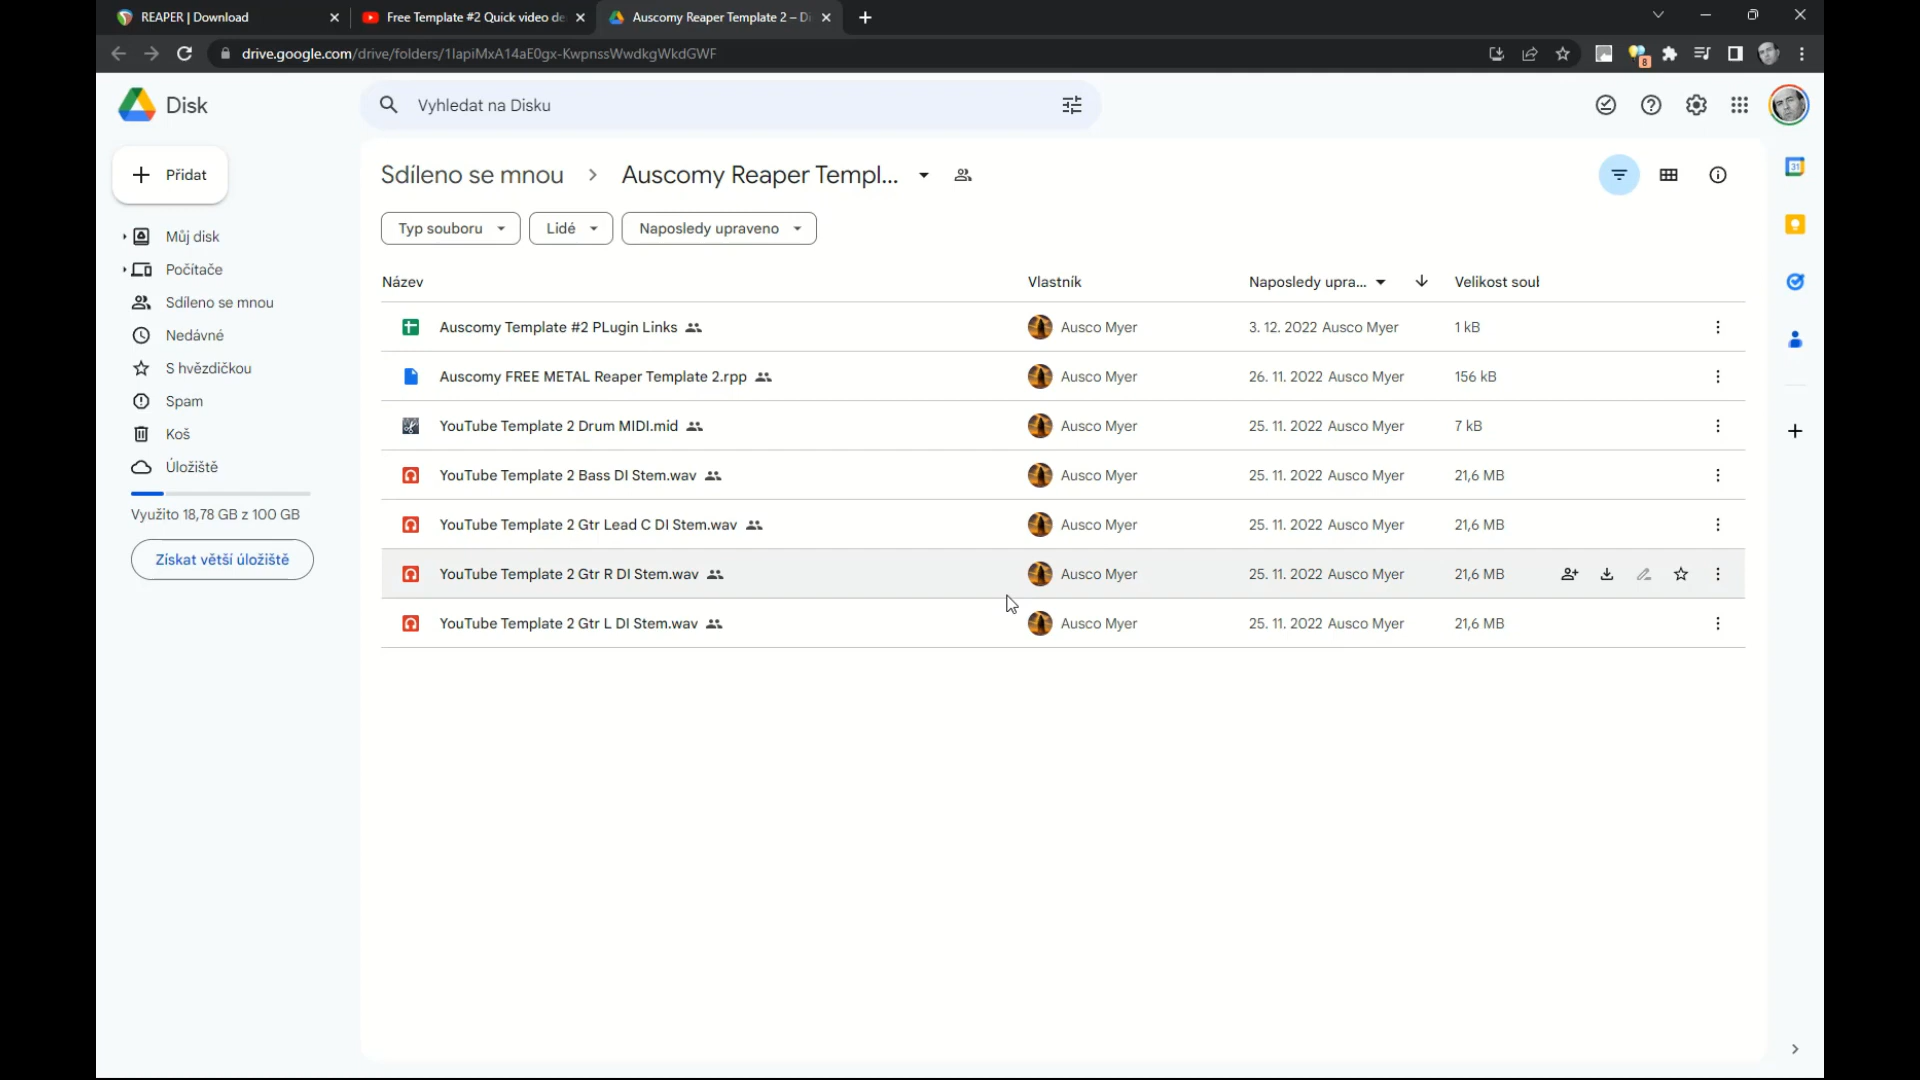 REAPER | Download
Free Template #2 Quick video de
Auscomy Reaper Template 2 – Di
drive.google.com/drive/folders/1IapiMxA14aE0gx-KwpnssWwdkgWkdGWF
8
Disk
Vyhledat na Disku
Přidat
Sdíleno se mnou
Auscomy Reaper Templ...
31
Typ souboru
Lidé
Naposledy upraveno
Můj disk
Počítače
Sdíleno se mnou
Nedávné
S hvězdičkou
Spam
Koš
Úložiště
Využito 18,78 GB z 100 GB
Získat větší úložiště
Název Vlastník Naposledy upra... Velikost soul
Auscomy Template #2 PLugin Links Ausco Myer 3. 12. 2022 Ausco Myer 1 kB
Auscomy FREE METAL Reaper Template 2.rpp Ausco Myer 26. 11. 2022 Ausco Myer 156 kB
YouTube Template 2 Drum MIDI.mid Ausco Myer 25. 11. 2022 Ausco Myer 7 kB
YouTube Template 2 Bass DI Stem.wav Ausco Myer 25. 11. 2022 Ausco Myer 21,6 MB
YouTube Template 2 Gtr Lead C DI Stem.wav Ausco Myer 25. 11. 2022 Ausco Myer 21,6 MB
YouTube Template 2 Gtr R DI Stem.wav Ausco Myer 25. 11. 2022 Ausco Myer 21,6 MB
YouTube Template 2 Gtr L DI Stem.wav Ausco Myer 25. 11. 2022 Ausco Myer 21,6 MB